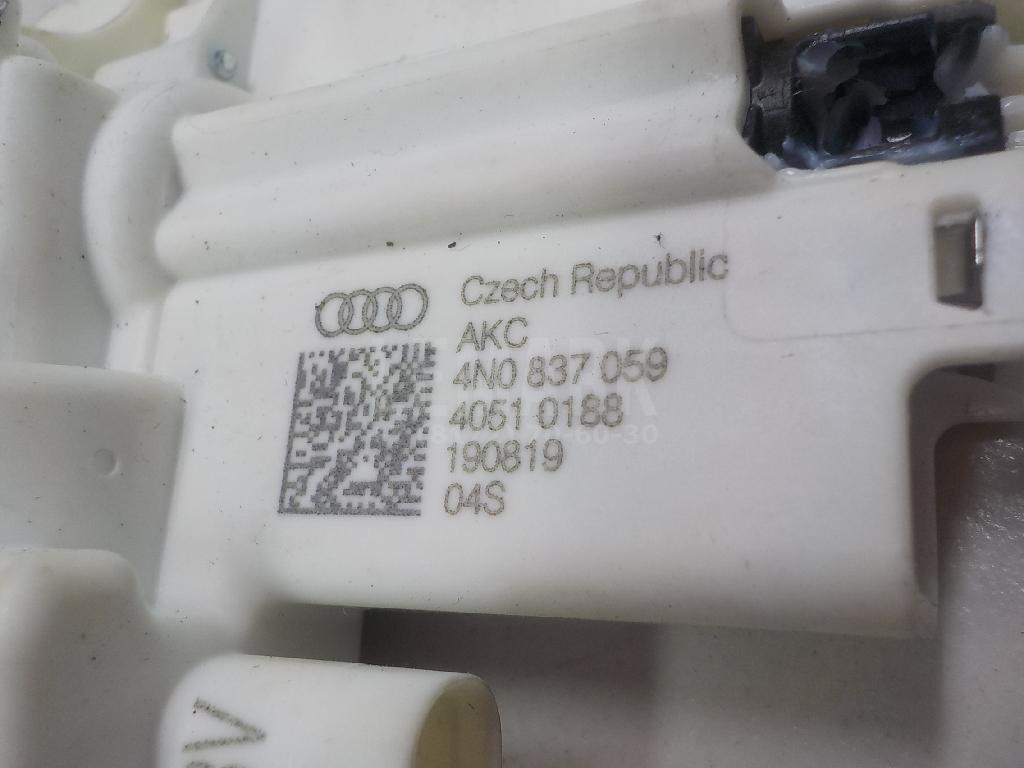 Czech Republic
AKC
4N0 837 059
4051 0188
190819
04S